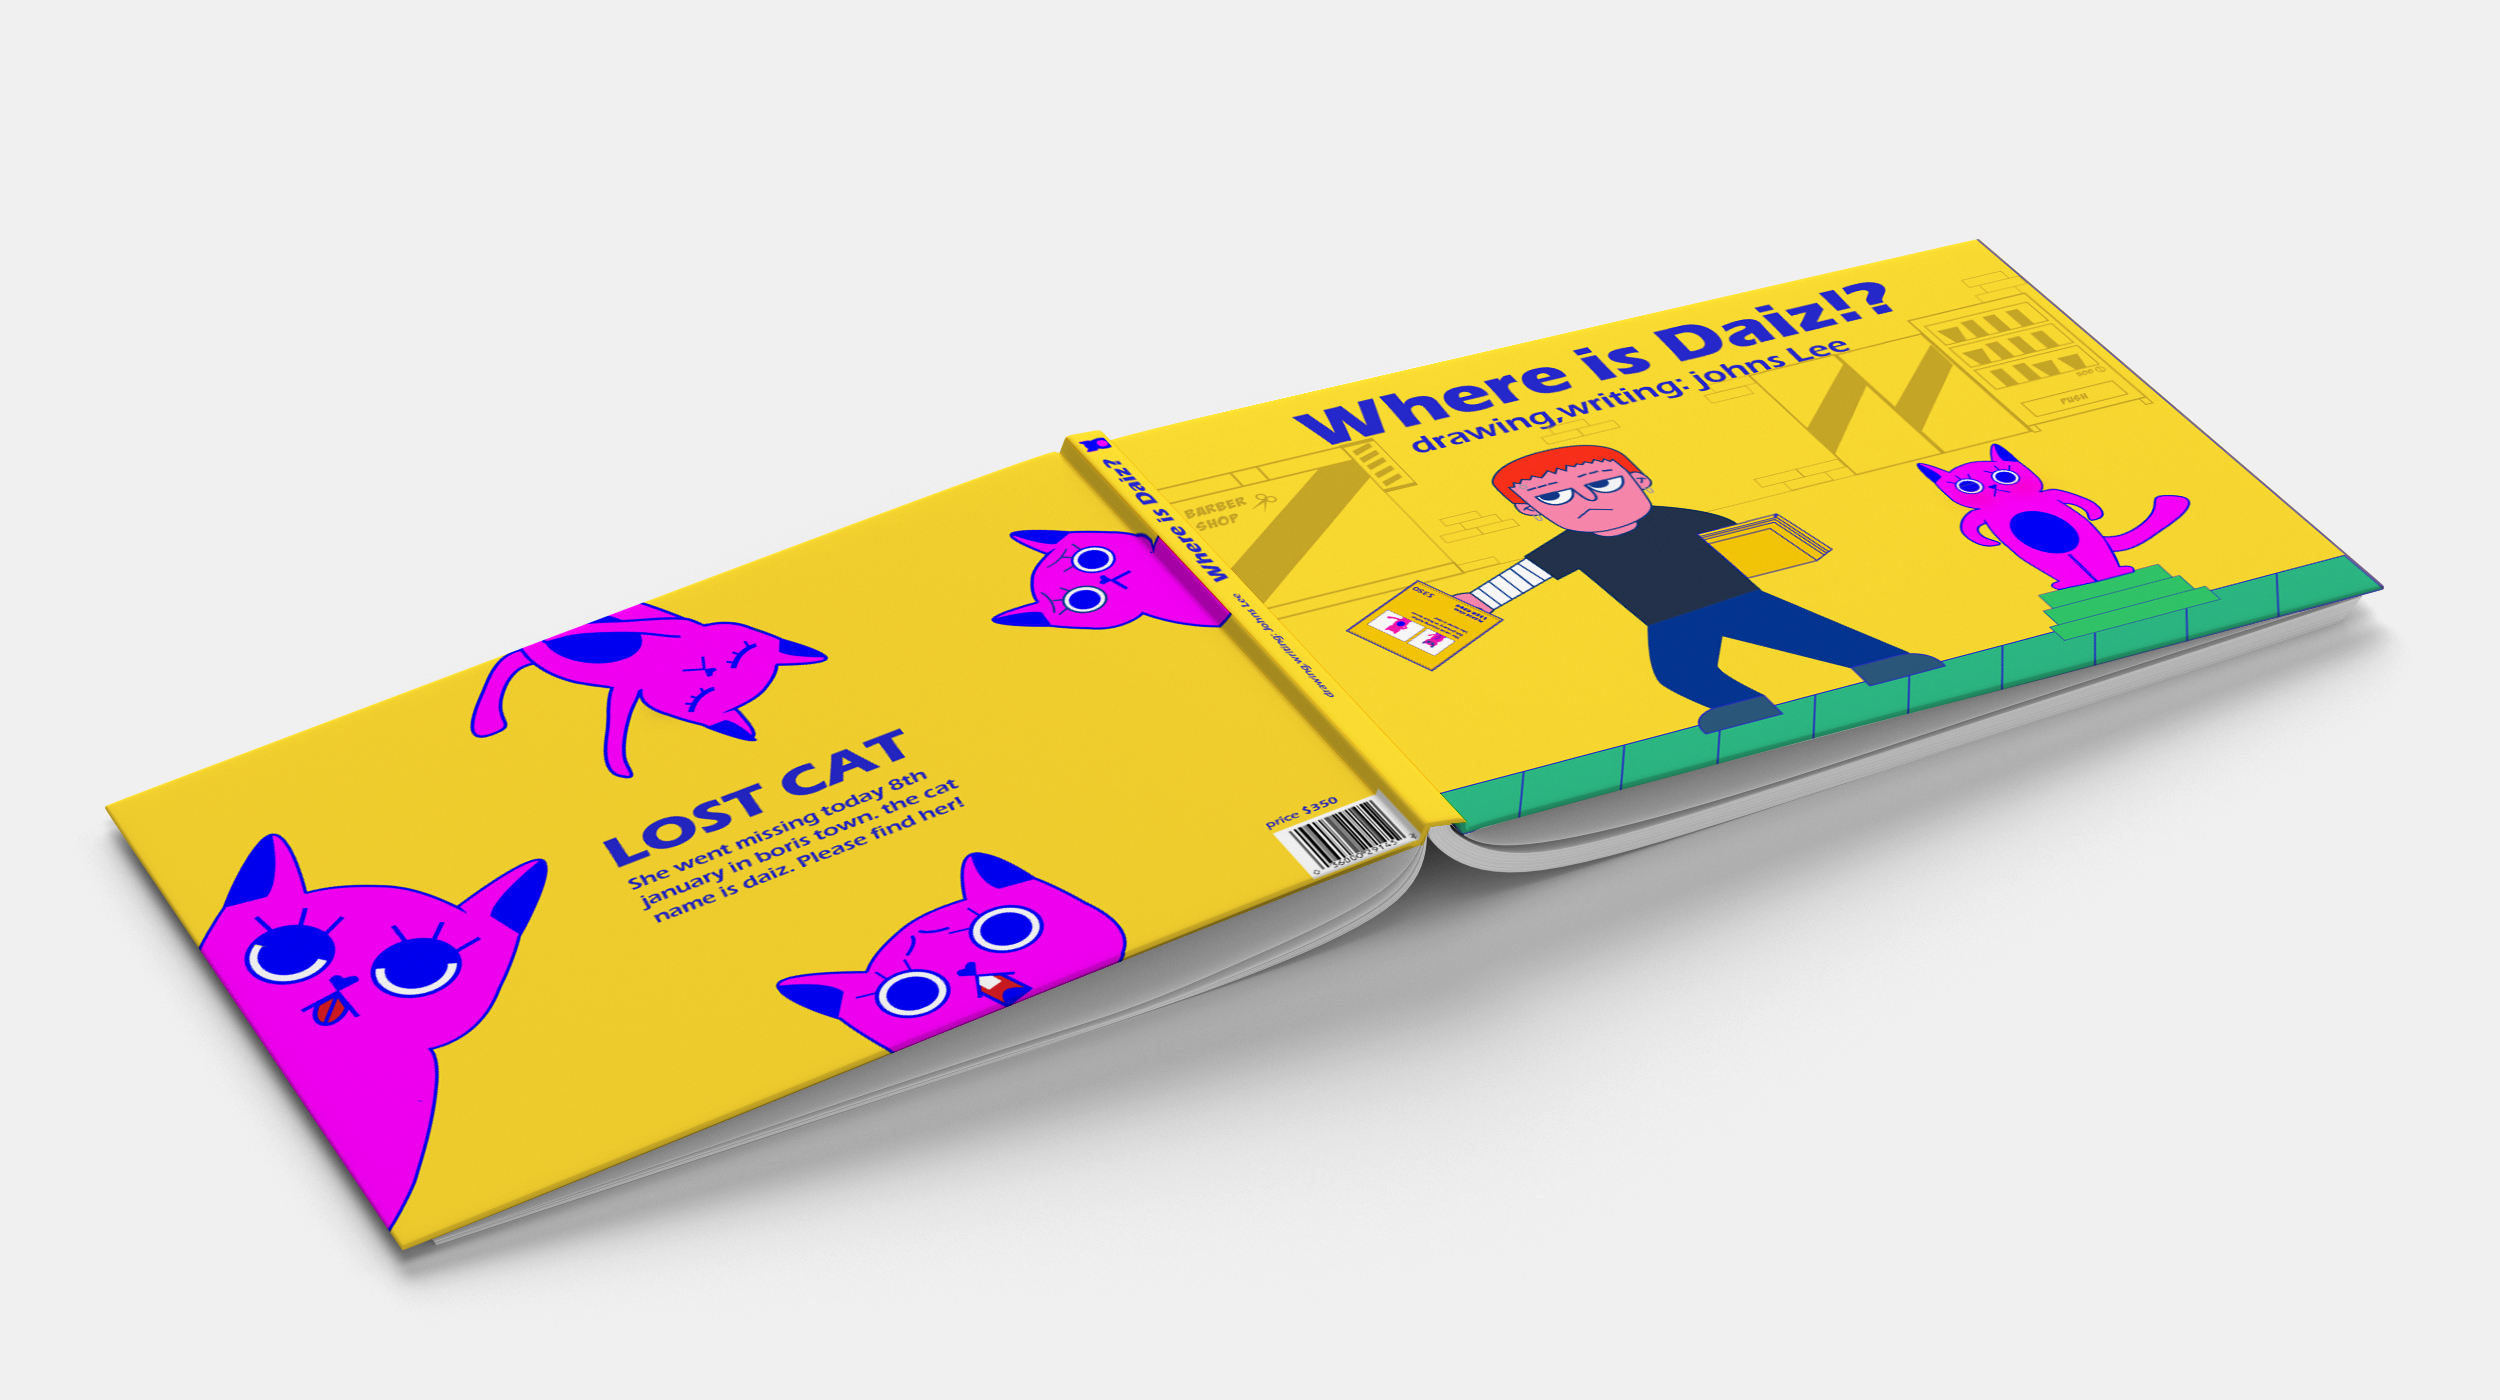 LOST CAT
She went missing today 8th
january in boris town. the cat
name is daiz. Please find her!
price $350
Where is Daiz?
drawing,writing: Johns Lee
Where is Daiz!?
drawing,writing: johns Lee
BARBER
SHOP
PUSH
$350